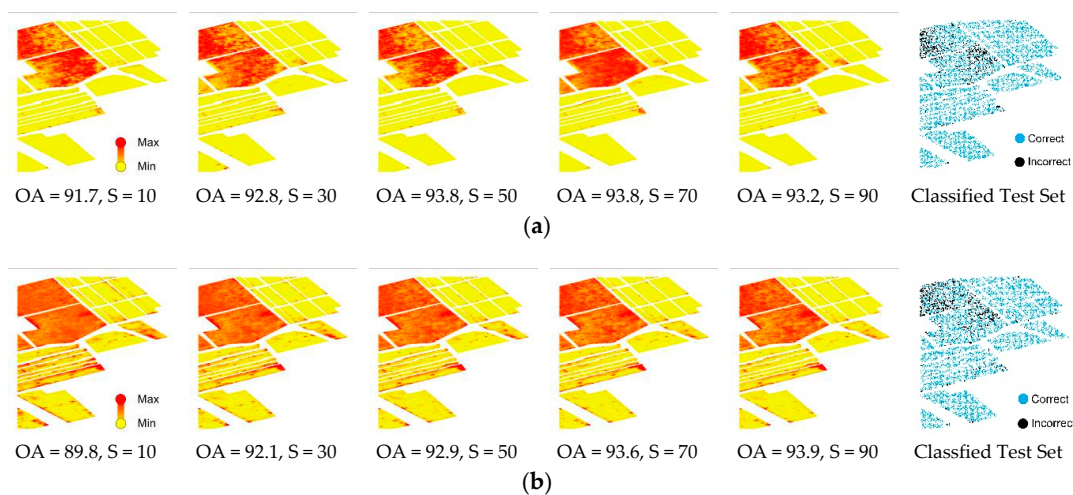 Max
Min
Correct
Incorrect
OA = 91.7, S = 10 OA = 92.8, S = 30 OA = 93.8, S = 50 OA = 93.8, S = 70 OA = 93.2, S = 90 Classified Test Set
(a)
Max
Min
Correct
Incorrec
OA = 89.8, S = 10 OA = 92.1, S = 30 OA = 92.9, S = 50 OA = 93.6, S = 70 OA = 93.9, S = 90 Classfied Test Set
(b)